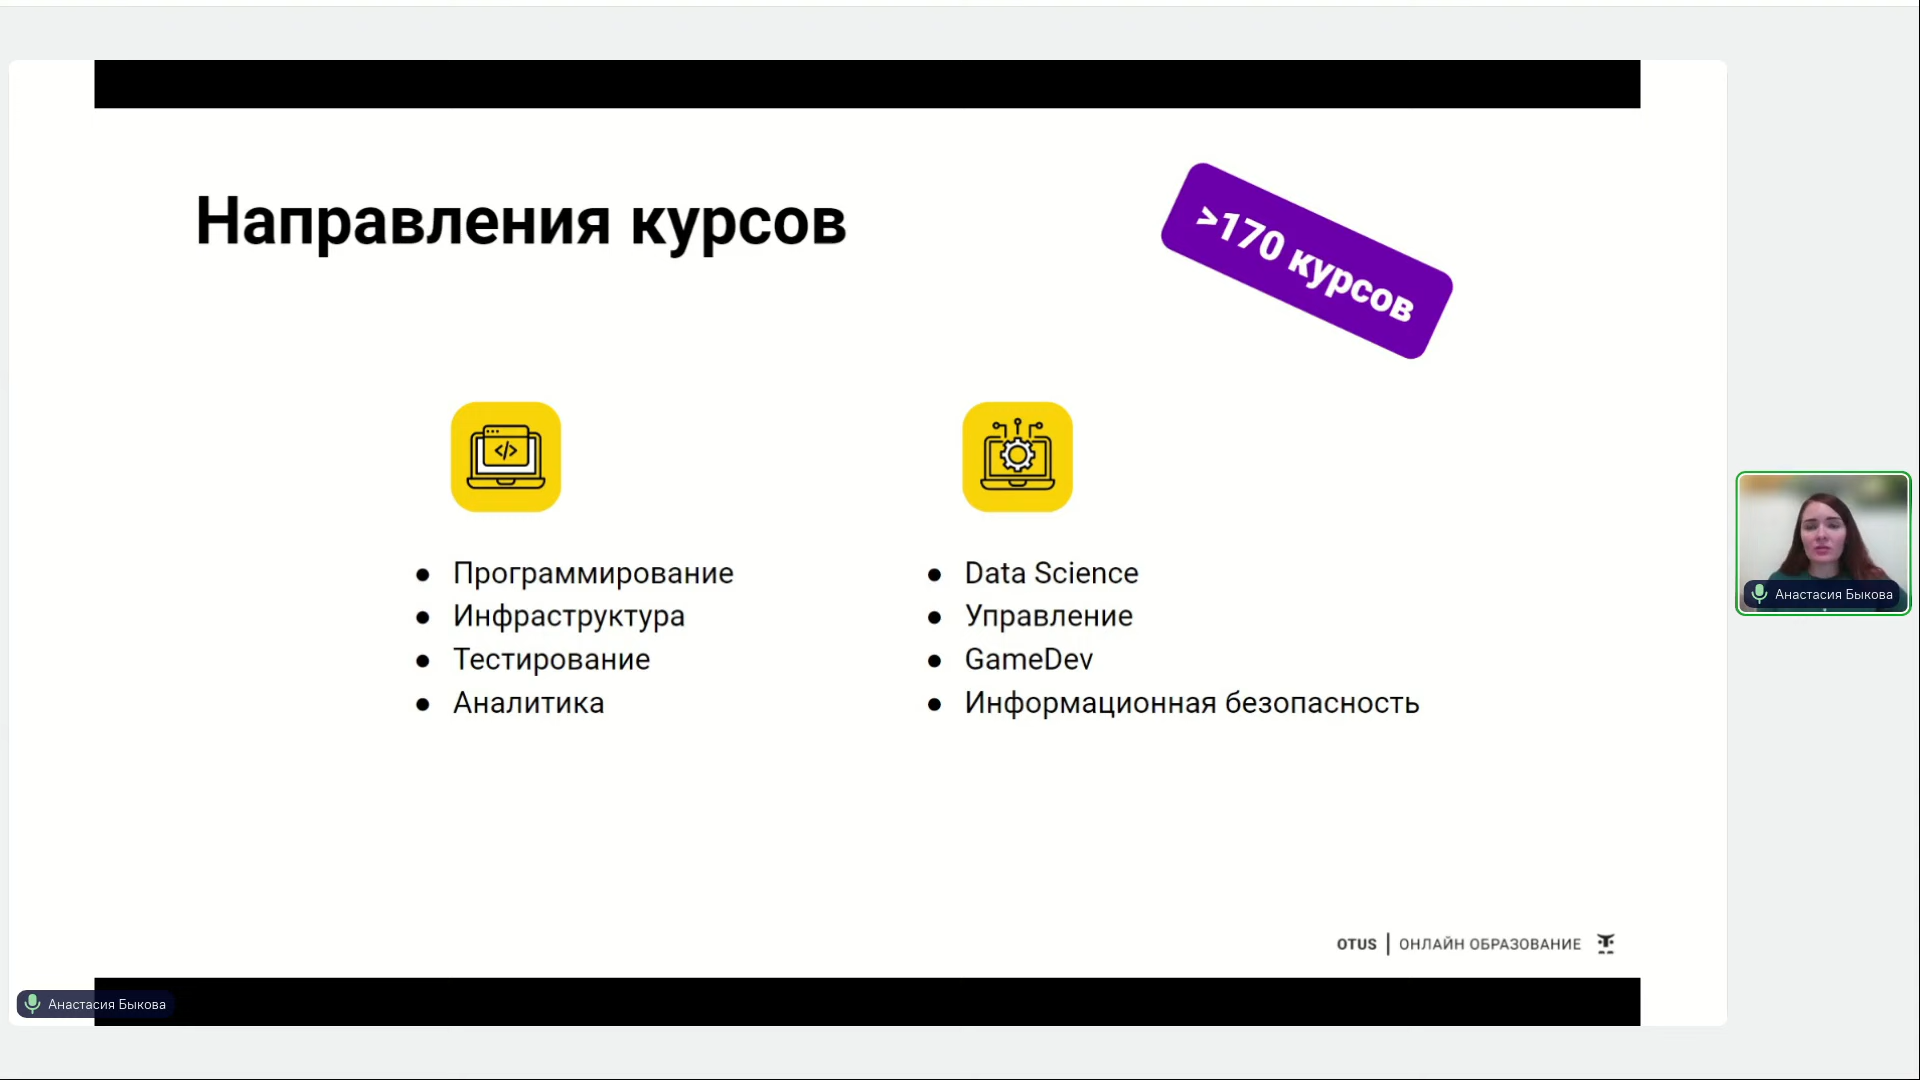 Направления курсов
>170 курсов
</>
Программирование
Инфраструктура
Тестирование
Аналитика
Data Science
Управление
GameDev
Информационная безопасность
OTUS | ОНЛАЙН ОБРАЗОВАНИЕ
Анастасия Быкова
Анастасия Быкова